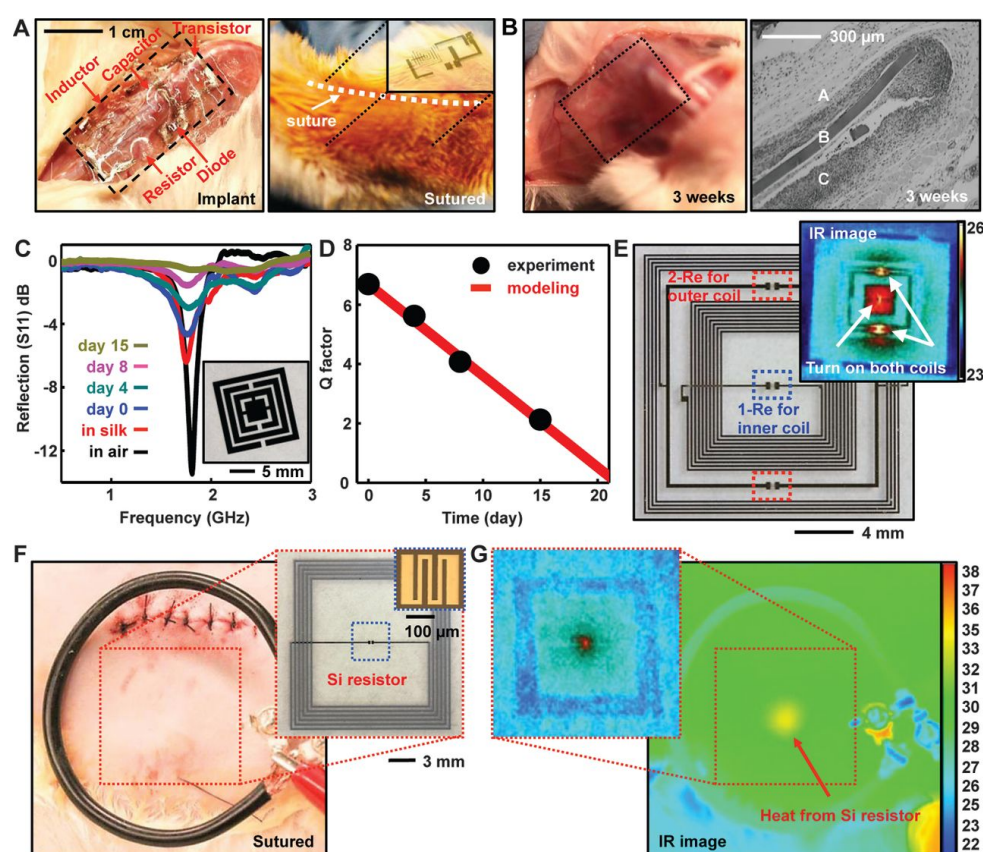 A
1 cm
Transistor
Capacitor
Inductor
Resistor
Diode
Implant
suture
Sutured
B
3 weeks
300 µm
A
B
C
3 weeks
C
Reflection (S11) dB
0
-4
-8
-12
day 15
day 8
day 4
day 0
in silk
in air
5 mm
1
2
3
Frequency (GHz)
D
Q factor
8
6
4
2
0
experiment
modeling
0
5
10
15
20
Time (day)
E
2-Re for
outer coil
1-Re for
inner coil
4 mm
IR image
Turn on both coils
26
23
F
Sutured
100 µm
Si resistor
3 mm
G
Heat from Si resistor
IR image
38
37
36
35
34
33
32
31
30
29
28
26
25
24
23
22